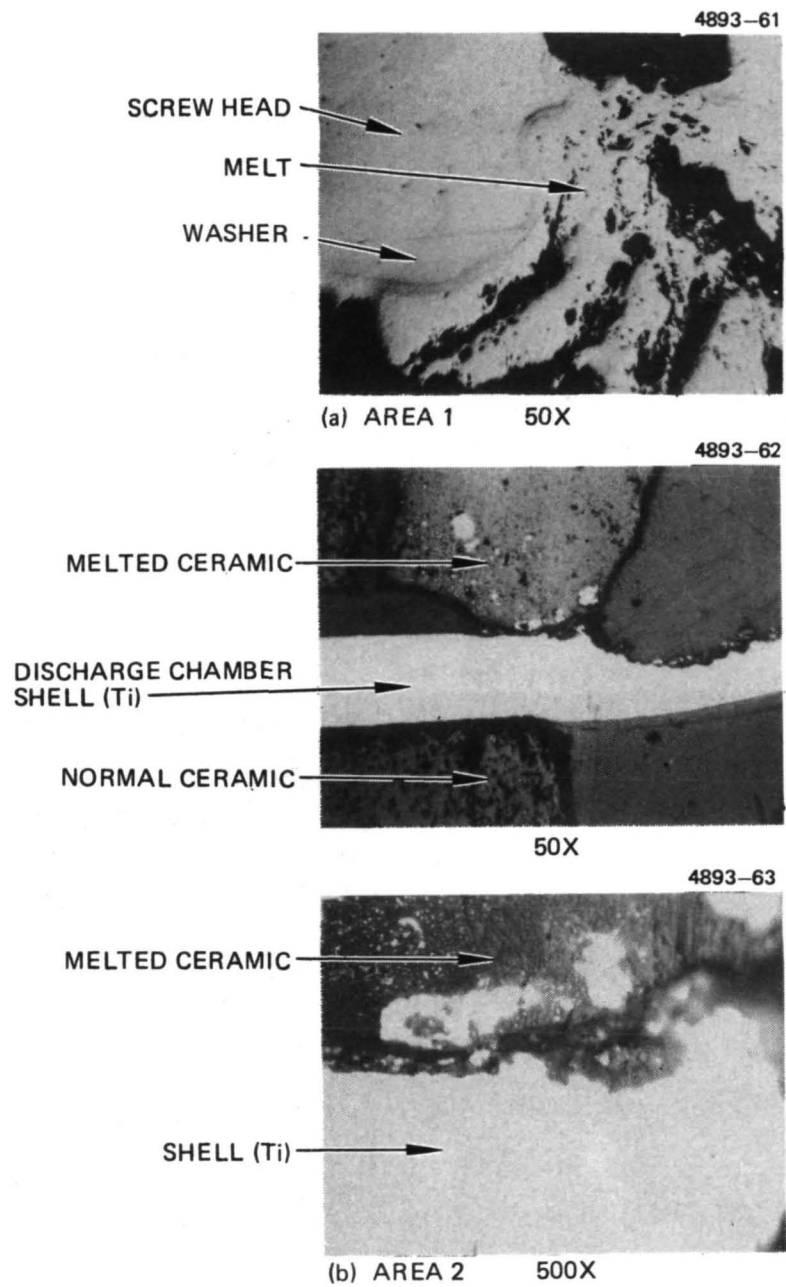 4893-61
SCREW HEAD
MELT
WASHER
(a) AREA 1 50X
4893-62
MELTED CERAMIC
DISCHARGE CHAMBER
SHELL (Ti)
NORMAL CERAMIC
50X
4893-63
MELTED CERAMIC
SHELL (Ti)
(b) AREA 2 500X